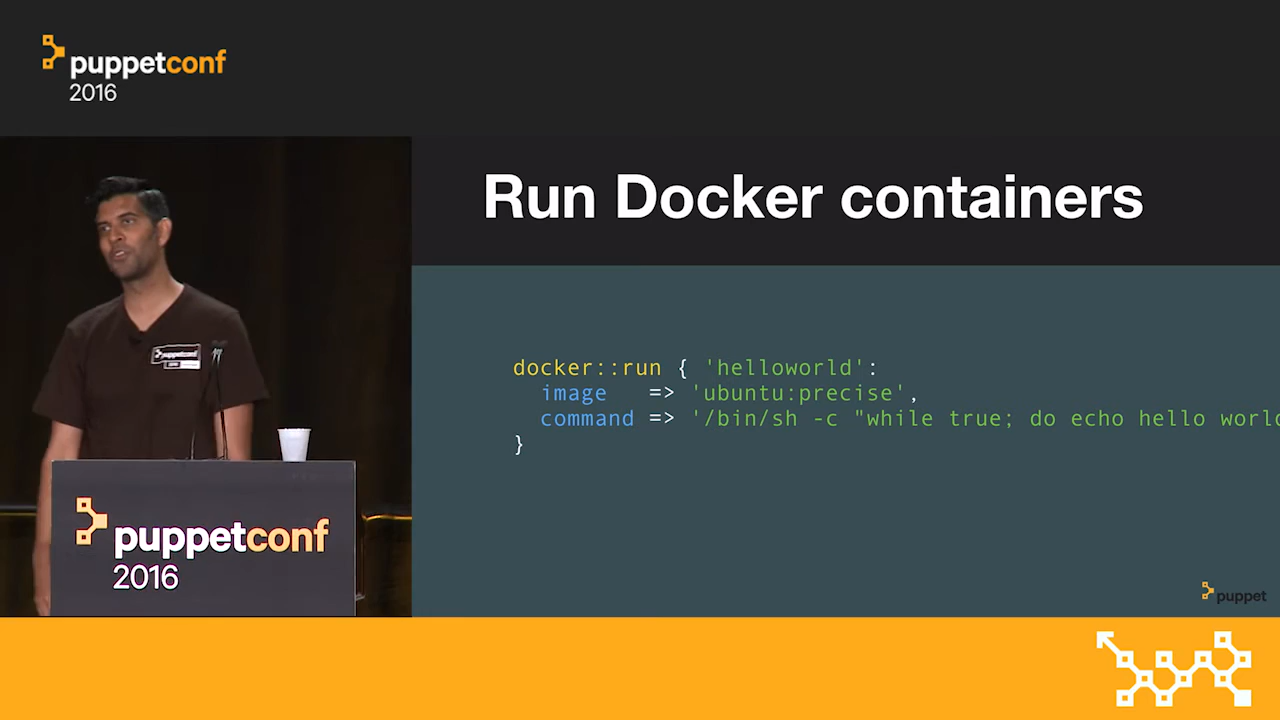 puppetconf
2016
Run Docker containers
docker::run { 'helloworld':
image => 'ubuntu:precise',
command => '/bin/sh -c "while true; do echo hello world
}
puppetconf
puppetconf
2016
puppet